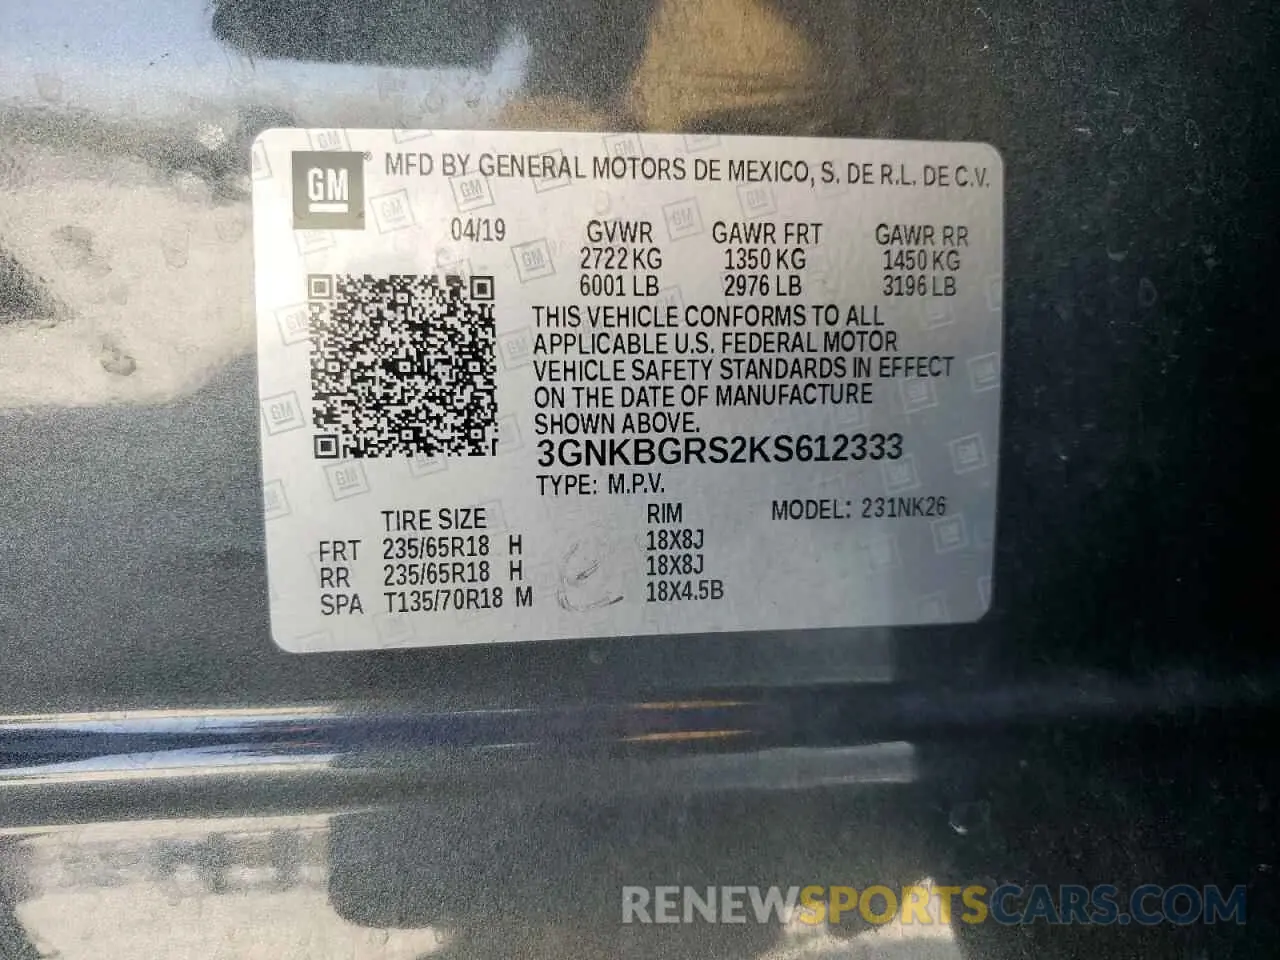 GM® MFD BY GENERAL MOTORS DE MEXICO, S. DE R.L. DE C.V.
04/19 GVWR GAWR FRT GAWR RR
2722 KG 1350 KG 1450 KG
6001 LB 2976 LB 3196 LB
THIS VEHICLE CONFORMS TO ALL
APPLICABLE U.S. FEDERAL MOTOR
VEHICLE SAFETY STANDARDS IN EFFECT
ON THE DATE OF MANUFACTURE
SHOWN ABOVE.
3GNKBGRS2KS612333
TYPE: M.P.V.
TIRE SIZE RIM MODEL: 231NK26
FRT 235/65R18 H 18X8J
RR 235/65R18 H 18X8J
SPA T135/70R18 M 18X4.5B
RENEWSPORTSCARS.COM